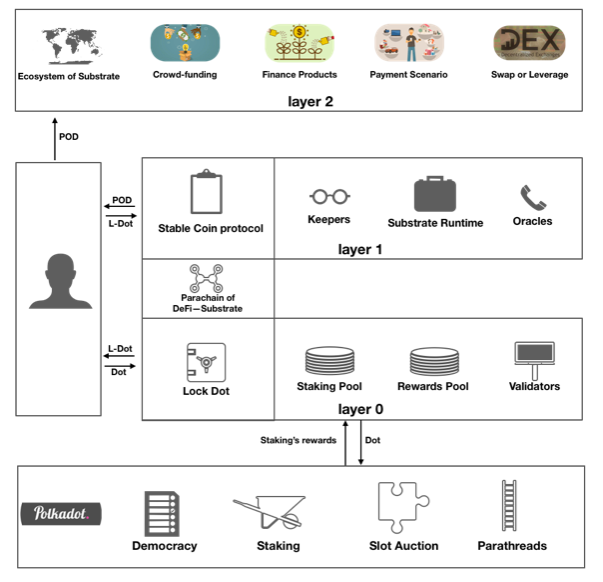 DEX
Ecosystem of Substrate
Crowd-funding
Finance Products
Payment Scenario
Swap or Leverage
layer 2
POD
POD
L-Dot
Stable Coin protocol
Keepers
Substrate Runtime
Oracles
layer 1
Parachain of
DeFi—Substrate
L-Dot
Dot
Lock Dot
Staking Pool
Rewards Pool
Validators
layer 0
Staking's rewards
Dot
Polkadot.
Democracy
Staking
Slot Auction
Parathreads